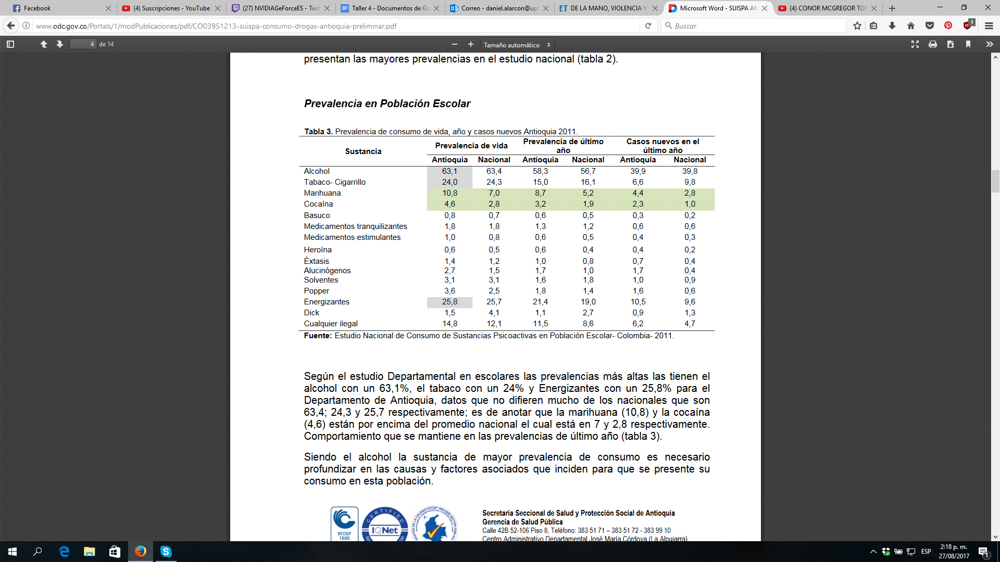 Facebook
(4) Suscripciones - YouTube
(27) NVIDIAGeForceES - Twit
Taller 4 - Documentos de Go
Correo - daniel.alarcon@upb
DE LA MANO, VIOLENCIA Y
Microsoft Word - SUISPA AN
(4) CONOR MCGREGOR TOP
www.odc.gov.co/Portals/1/modPublicaciones/pdf/CO03951213-suispa-consumo-drogas-antioquia-preliminar.pdf
Buscar
1
4 de 14
Tamaño automático
presentan las mayores prevalencias en el estudio nacional (tabla 2).
Prevalencia en Población Escolar
Tabla 3. Prevalencia de consumo de vida, año y casos nuevos Antioquia 2011.
Sustancia Prevalencia de vida Prevalencia de último año Casos nuevos en el último año
Antioquia Nacional Antioquia Nacional Antioquia Nacional
Alcohol 63,1 63,4 58,3 56,7 39,9 39,8
Tabaco- Cigarrillo 24,0 24,3 15,0 16,1 6,6 9,8
Marihuana 10,8 7,0 8,7 5,2 4,4 2,8
Cocaína 4,6 2,8 3,2 1,9 2,3 1,0
Basuco 0,8 0,7 0,6 0,5 0,3 0,2
Medicamentos tranquilizantes 1,8 1,8 1,3 1,2 0,6 0,6
Medicamentos estimulantes 1,0 0,8 0,6 0,5 0,4 0,3
Heroína 0,6 0,5 0,6 0,4 0,4 0,2
Éxtasis 1,4 1,2 1,0 0,8 0,7 0,4
Alucinógenos 2,7 1,5 1,7 1,0 1,7 0,4
Solventes 3,1 3,1 1,6 1,8 1,0 0,9
Popper 3,6 2,5 1,8 1,4 1,6 0,6
Energizantes 25,8 25,7 21,4 19,0 10,5 9,6
Dick 1,5 4,1 1,1 2,7 0,9 1,3
Cualquier ilegal 14,8 12,1 11,5 8,6 6,2 4,7
Fuente: Estudio Nacional de Consumo de Sustancias Psicoactivas en Población Escolar- Colombia- 2011.
Según el estudio Departamental en escolares las prevalencias más altas las tienen el
alcohol con un 63,1%, el tabaco con un 24% y Energizantes con un 25,8% para el
Departamento de Antioquia, datos que no difieren mucho de los nacionales que son
63,4; 24,3 y 25,7 respectivamente; es de anotar que la marihuana (10,8) y la cocaína
(4,6) están por encima del promedio nacional el cual está en 7 y 2,8 respectivamente.
Comportamiento que se mantiene en las prevalencias de último año (tabla 3).
Siendo el alcohol la sustancia de mayor prevalencia de consumo es necesario
profundizar en las causas y factores asociados que inciden para que se presente su
consumo en esta población.
NTCGP
1000
CERTIFIED
IQNet
Secretaría Seccional de Salud y Protección Social de Antioquia
Gerencia de Salud Pública
Calle 42B 52-106 Piso 8, Teléfono: 383 51 71 – 383 51 72 - 383 99 10
Centro Administrativo Departamental José María Córdova (La Alpujarra)
ESP
2:18 p. m.
27/08/2017
1